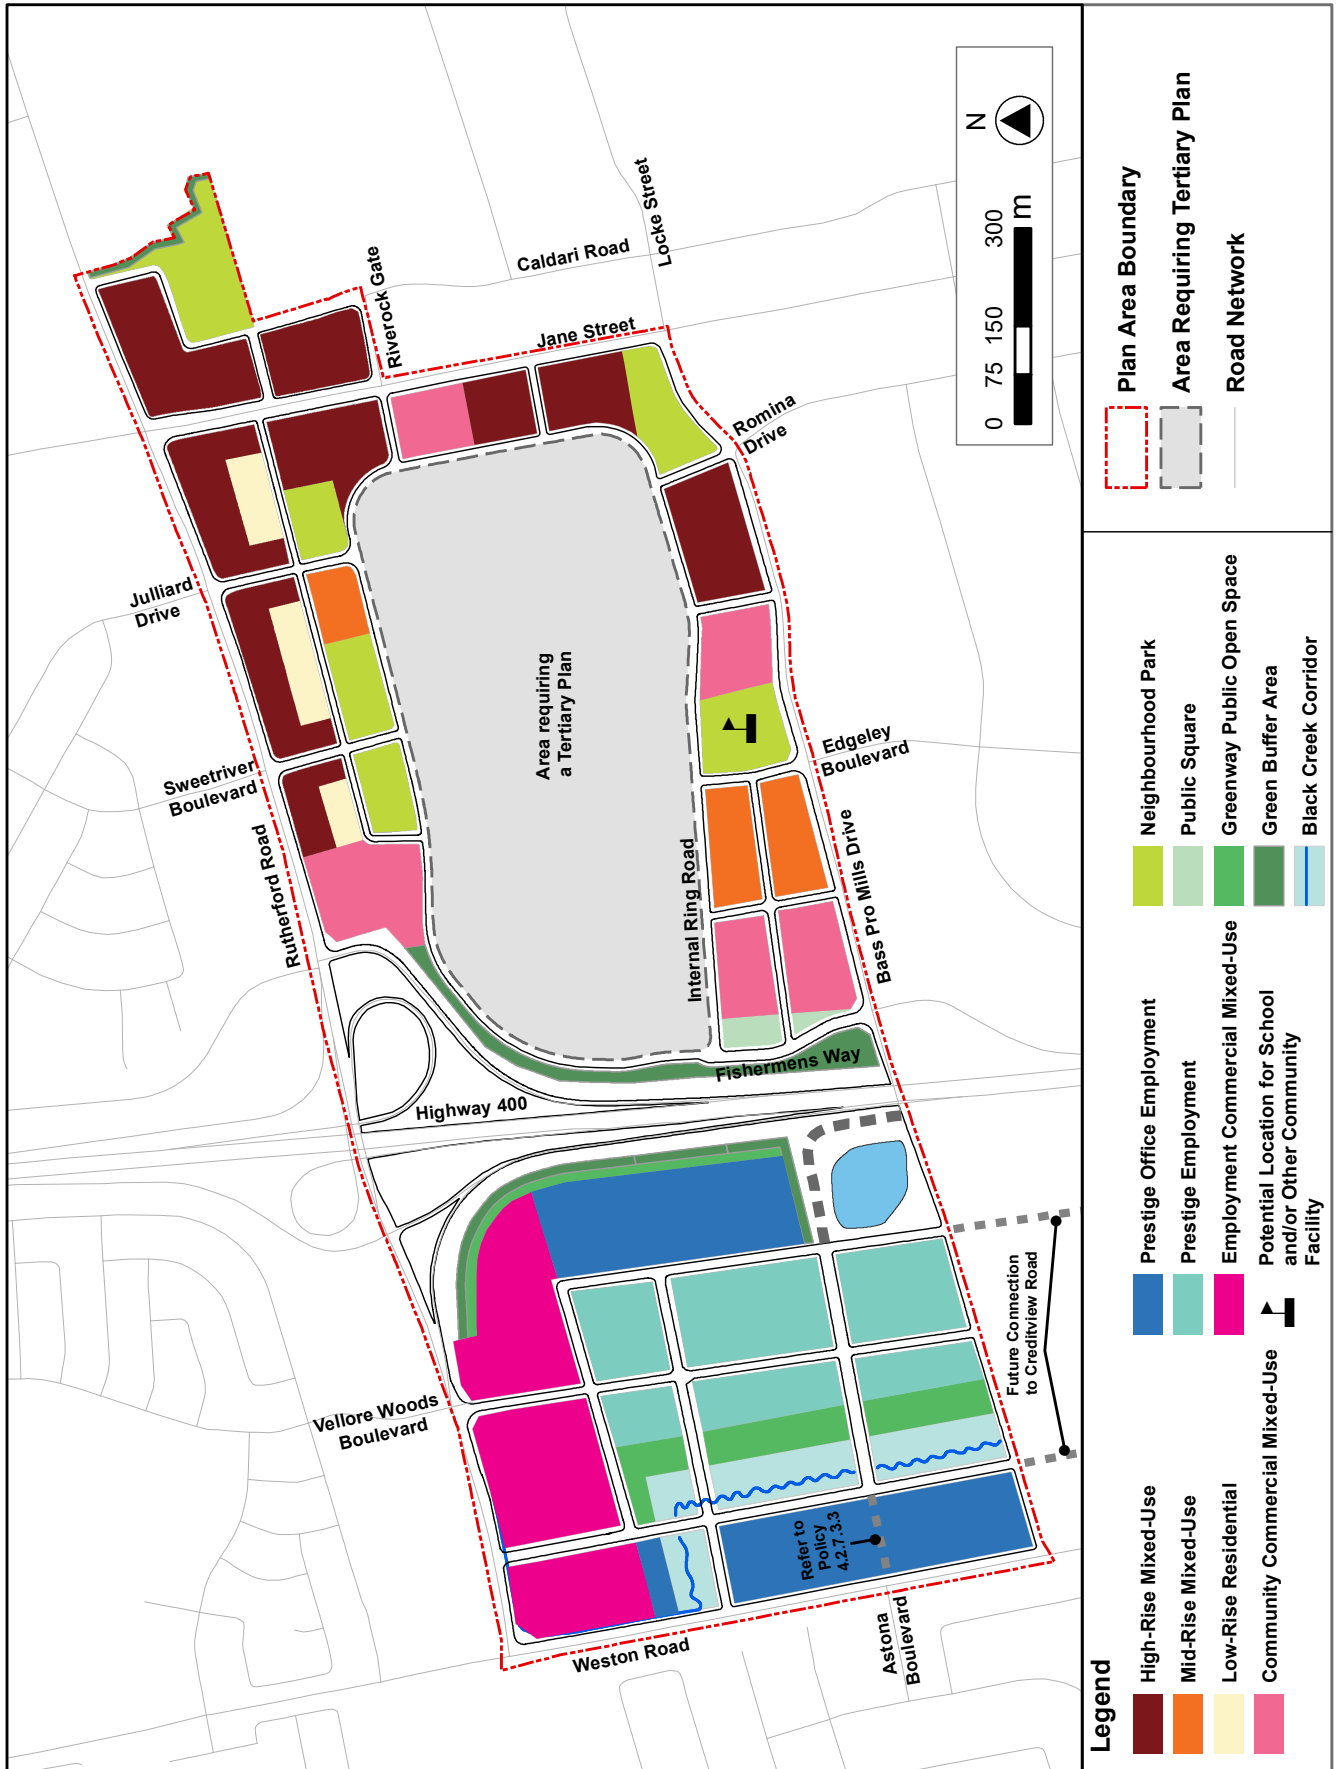 Rutherford Road
Sweetriver
Boulevard
Julliard
Drive
Riverock Gate
Caldari Road
Locke Street
Jane Street
Romina
Drive
Area requiring
a Tertiary Plan
Internal Ring Road
Edgeley
Boulevard
Bass Pro Mills Drive
Fishermens Way
Highway 400
Vellore Woods
Boulevard
Weston Road
Astona
Boulevard
Refer to
Policy
4.2.7.3.3
Future Connection
to Creditview Road
N
0
75
150
300
m
Legend
High-Rise Mixed-Use
Mid-Rise Mixed-Use
Low-Rise Residential
Community Commercial Mixed-Use
Prestige Office Employment
Prestige Employment
Employment Commercial Mixed-Use
Potential Location for School
and/or Other Community
Facility
Neighbourhood Park
Public Square
Greenway Public Open Space
Green Buffer Area
Black Creek Corridor
Plan Area Boundary
Area Requiring Tertiary Plan
Road Network